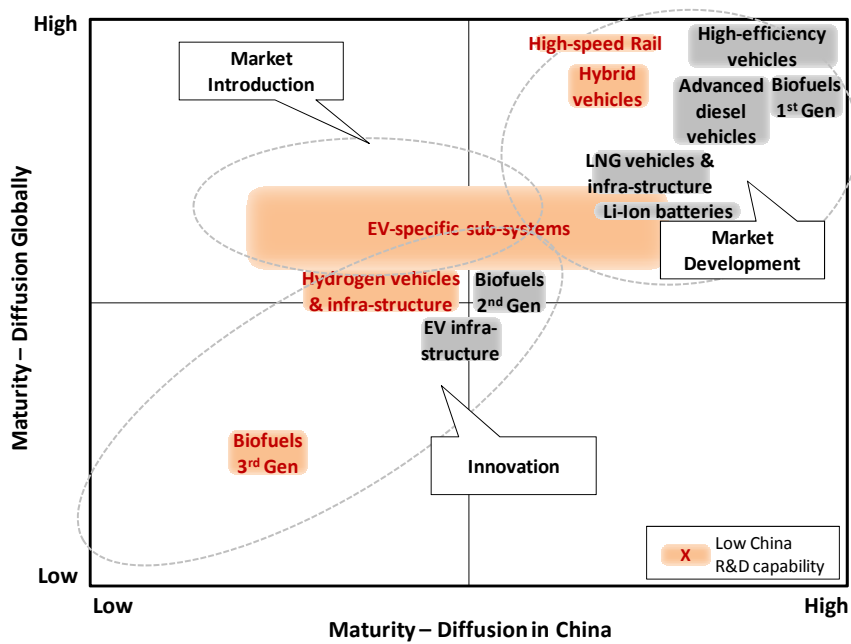 High
Maturity – Diffusion Globally
Low
Market
Introduction
High-speed Rail
Hybrid
vehicles
High-efficiency
vehicles
Advanced
diesel
vehicles
Biofuels
1st Gen
LNG vehicles &
infra-structure
Li-Ion batteries
EV-specific sub-systems
Market
Development
Hydrogen vehicles
& infra-structure
Biofuels
2nd Gen
EV infra-
structure
Biofuels
3rd Gen
Innovation
X
Low China
R&D capability
Low
High
Maturity – Diffusion in China